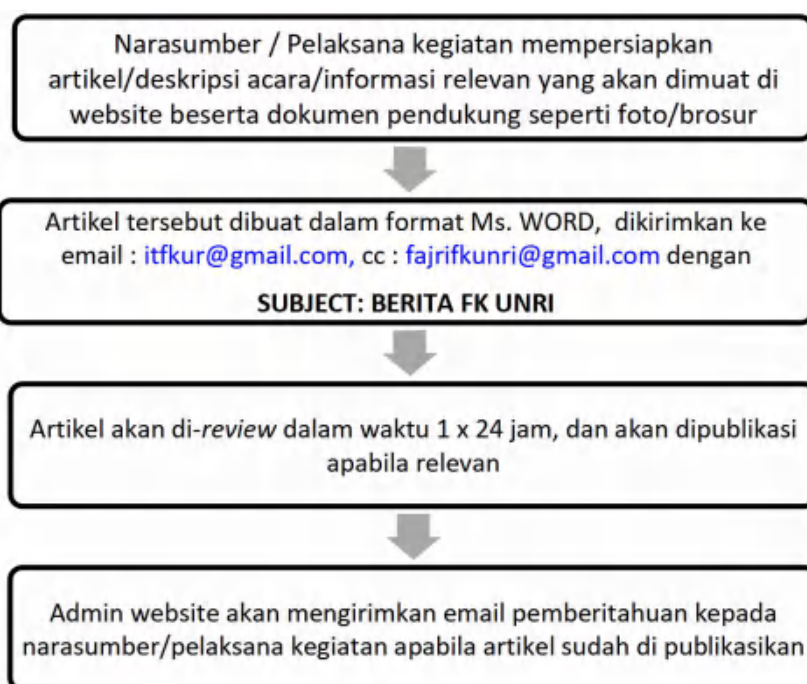 Narasumber / Pelaksana kegiatan mempersiapkan
artikel/deskripsi acara/informasi relevan yang akan dimuat di
website beserta dokumen pendukung seperti foto/brosur
Artikel tersebut dibuat dalam format Ms. WORD, dikirimkan ke
email : itfkur@gmail.com, cc : fajrifkunri@gmail.com dengan
SUBJECT: BERITA FK UNRI
Artikel akan di-review dalam waktu 1 x 24 jam, dan akan dipublikasi
apabila relevan
Admin website akan mengirimkan email pemberitahuan kepada
narasumber/pelaksana kegiatan apabila artikel sudah di publikasikan